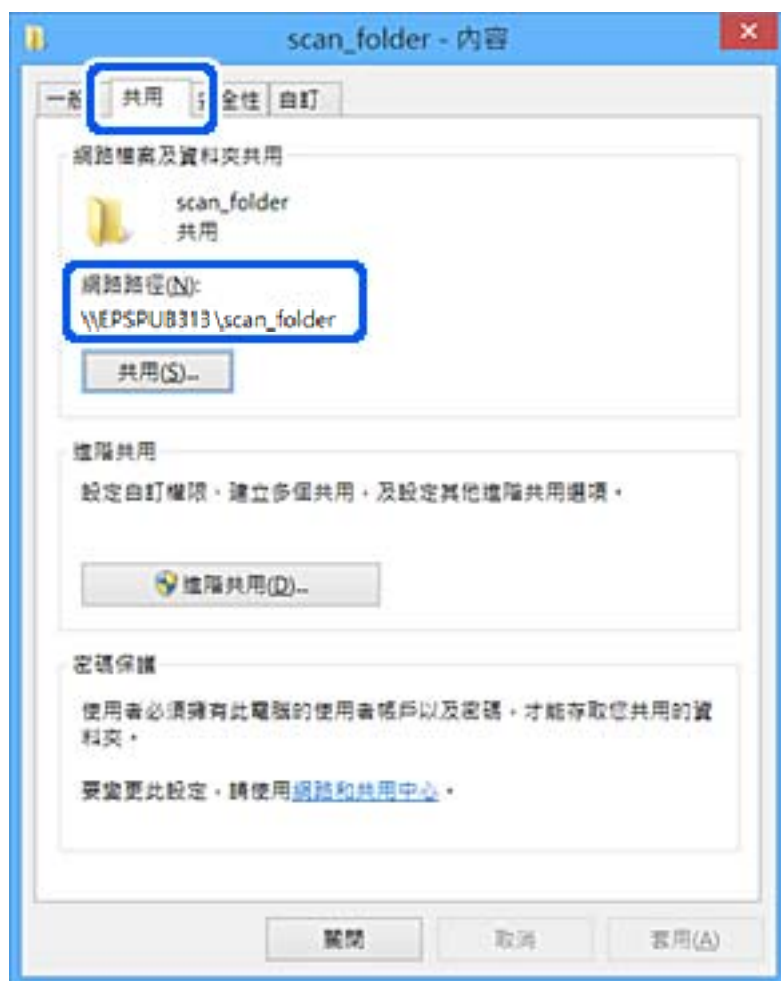 scan_folder - 內容
一般 共用 安全性 自訂
網路檔案及資料夾共用
scan_folder
共用
網路路徑(N):
\\EPSPUB313\scan_folder
共用(S)...
進階共用
設定自訂權限、建立多個共用，及設定其他進階共用選項。
進階共用(D)...
密碼保護
使用者必須擁有此電腦的使用者帳戶以及密碼，才能存取您共用的資
料夾。
要變更此設定，請使用網路和共用中心。
關閉 取消 套用(A)